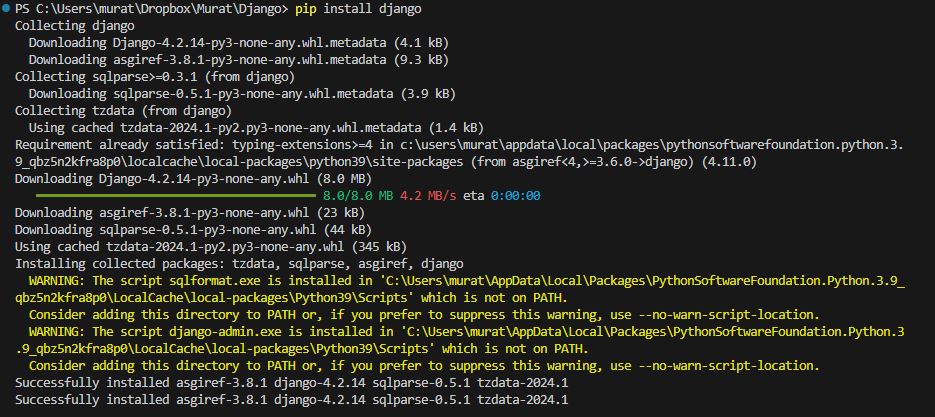 PS C:\Users\murat\Dropbox\Murat\Django> pip install django
Collecting django
  Downloading Django-4.2.14-py3-none-any.whl.metadata (4.1 kB)
  Downloading asgiref-3.8.1-py3-none-any.whl.metadata (9.3 kB)
Collecting sqlparse>=0.3.1 (from django)
  Downloading sqlparse-0.5.1-py3-none-any.whl.metadata (3.9 kB)
Collecting tzdata (from django)
  Using cached tzdata-2024.1-py2.py3-none-any.whl.metadata (1.4 kB)
Requirement already satisfied: typing-extensions>=4 in c:\users\murat\appdata\local\packages\pythonsoftwarefoundation.python.3.
9_qbz5n2kfra8p0\localcache\local-packages\python39\site-packages (from asgiref<4,>=3.6.0->django) (4.11.0)
Downloading Django-4.2.14-py3-none-any.whl (8.0 MB)
8.0/8.0 MB 4.2 MB/s eta 0:00:00
Downloading asgiref-3.8.1-py3-none-any.whl (23 kB)
Downloading sqlparse-0.5.1-py3-none-any.whl (44 kB)
Using cached tzdata-2024.1-py2.py3-none-any.whl (345 kB)
Installing collected packages: tzdata, sqlparse, asgiref, django
  WARNING: The script sqlformat.exe is installed in 'C:\Users\murat\AppData\Local\Packages\PythonSoftwareFoundation.Python.3.9_
qbz5n2kfra8p0\LocalCache\local-packages\Python39\Scripts' which is not on PATH.
  Consider adding this directory to PATH or, if you prefer to suppress this warning, use --no-warn-script-location.
  WARNING: The script django-admin.exe is installed in 'C:\Users\murat\AppData\Local\Packages\PythonSoftwareFoundation.Python.3
.9_qbz5n2kfra8p0\LocalCache\local-packages\Python39\Scripts' which is not on PATH.
  Consider adding this directory to PATH or, if you prefer to suppress this warning, use --no-warn-script-location.
Successfully installed asgiref-3.8.1 django-4.2.14 sqlparse-0.5.1 tzdata-2024.1
Successfully installed asgiref-3.8.1 django-4.2.14 sqlparse-0.5.1 tzdata-2024.1